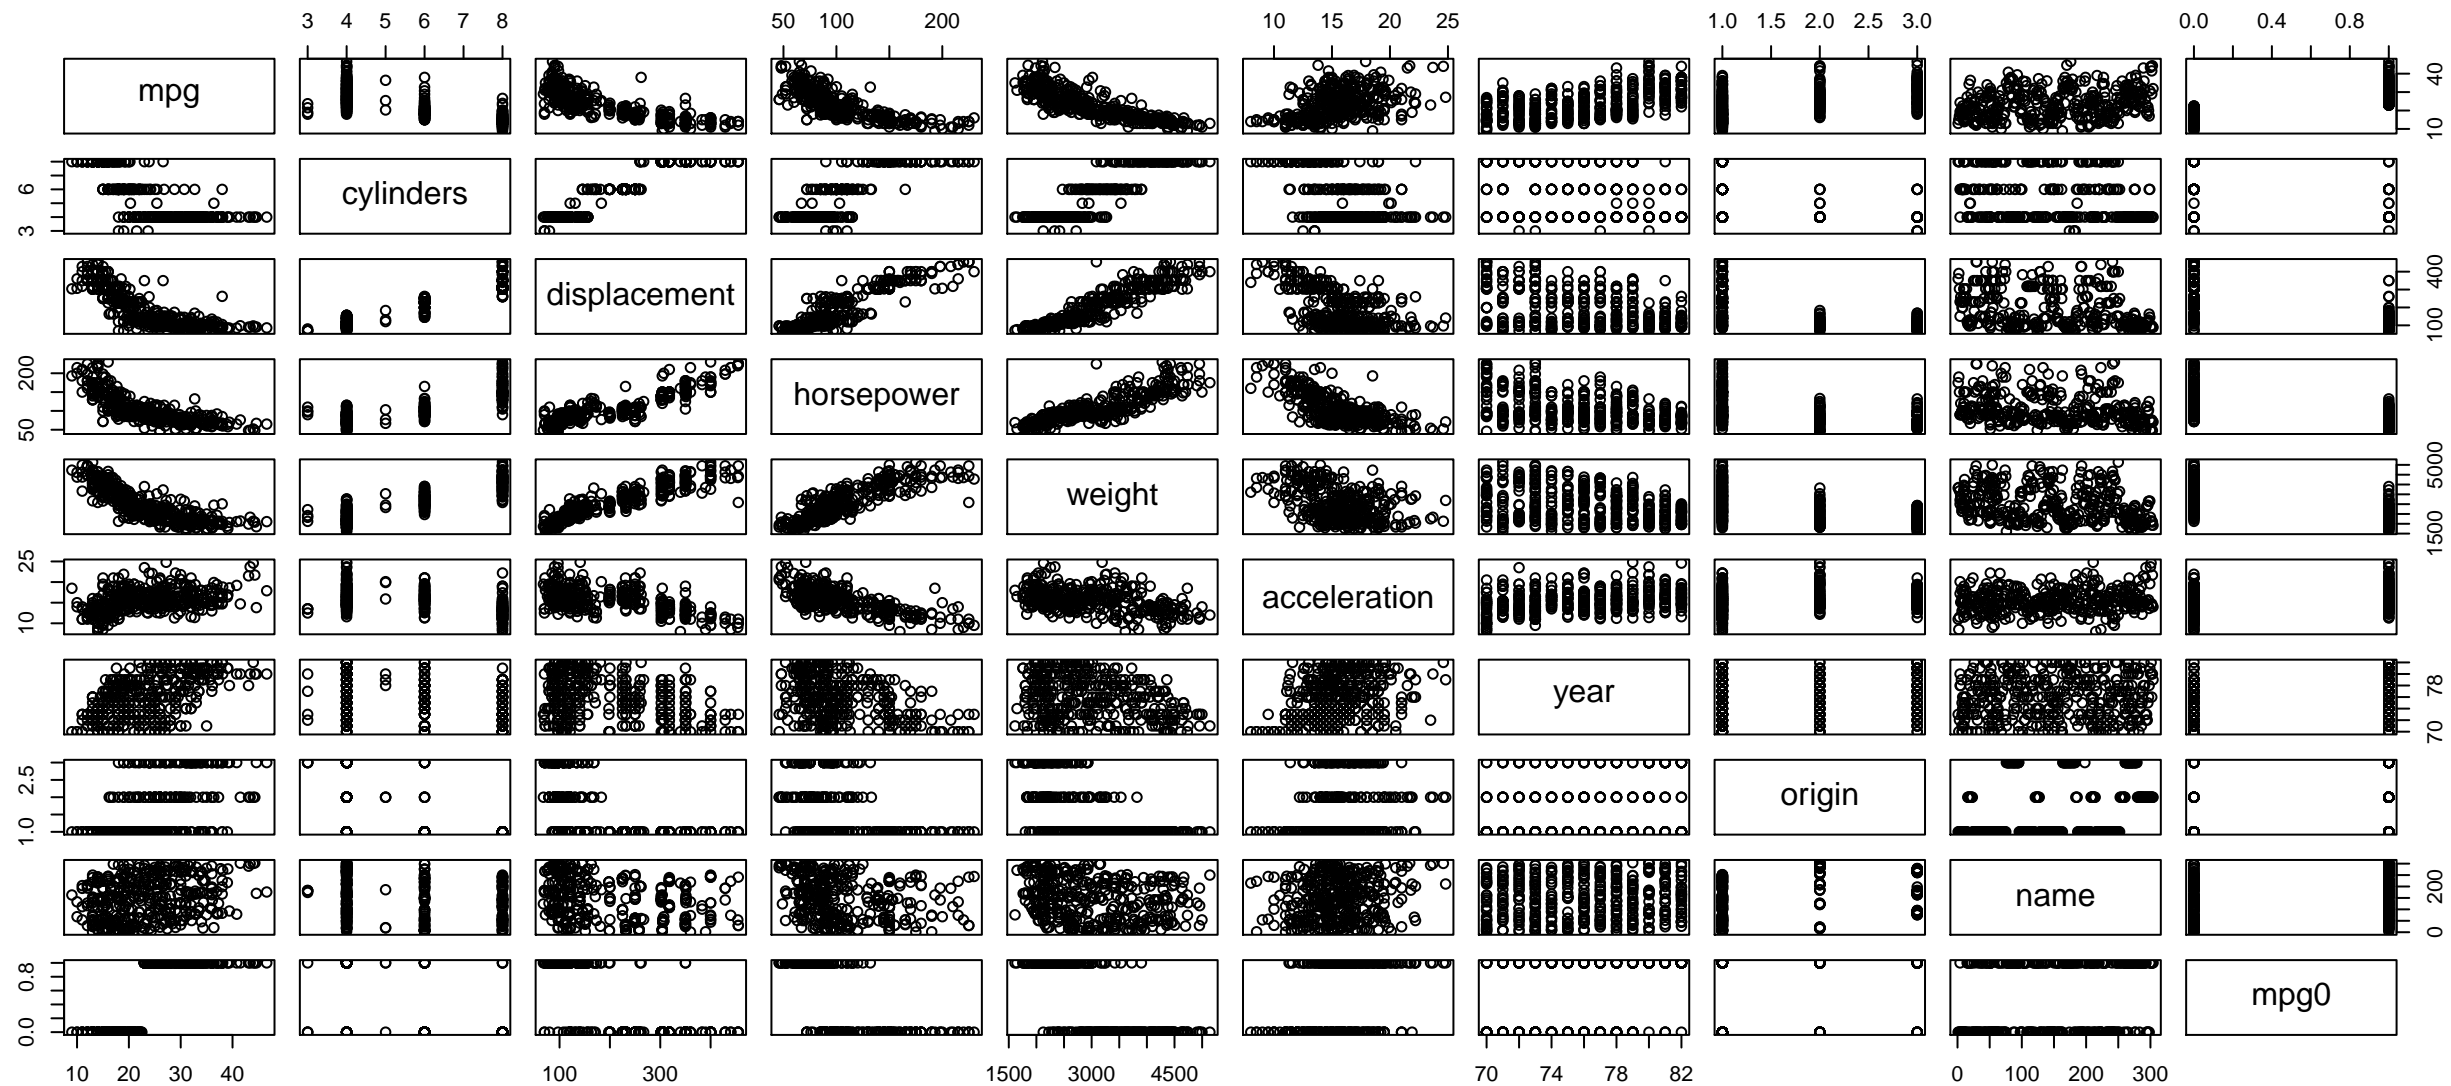 3 4 5 6 7 8 50 100 200 10 15 20 25 1.0 1.5 2.0 2.5 3.0 0.0 0.4 0.8
mpg 10 40
3 6 cylinders
displacement 100 400
50 200 horsepower
weight 1500 5000
10 25 acceleration
year 70 78
1.0 2.5 origin
name 0 200
0.0 0.8 mpg0
10 20 30 40 100 300 1500 3000 4500 70 74 78 82 0 100 200 300